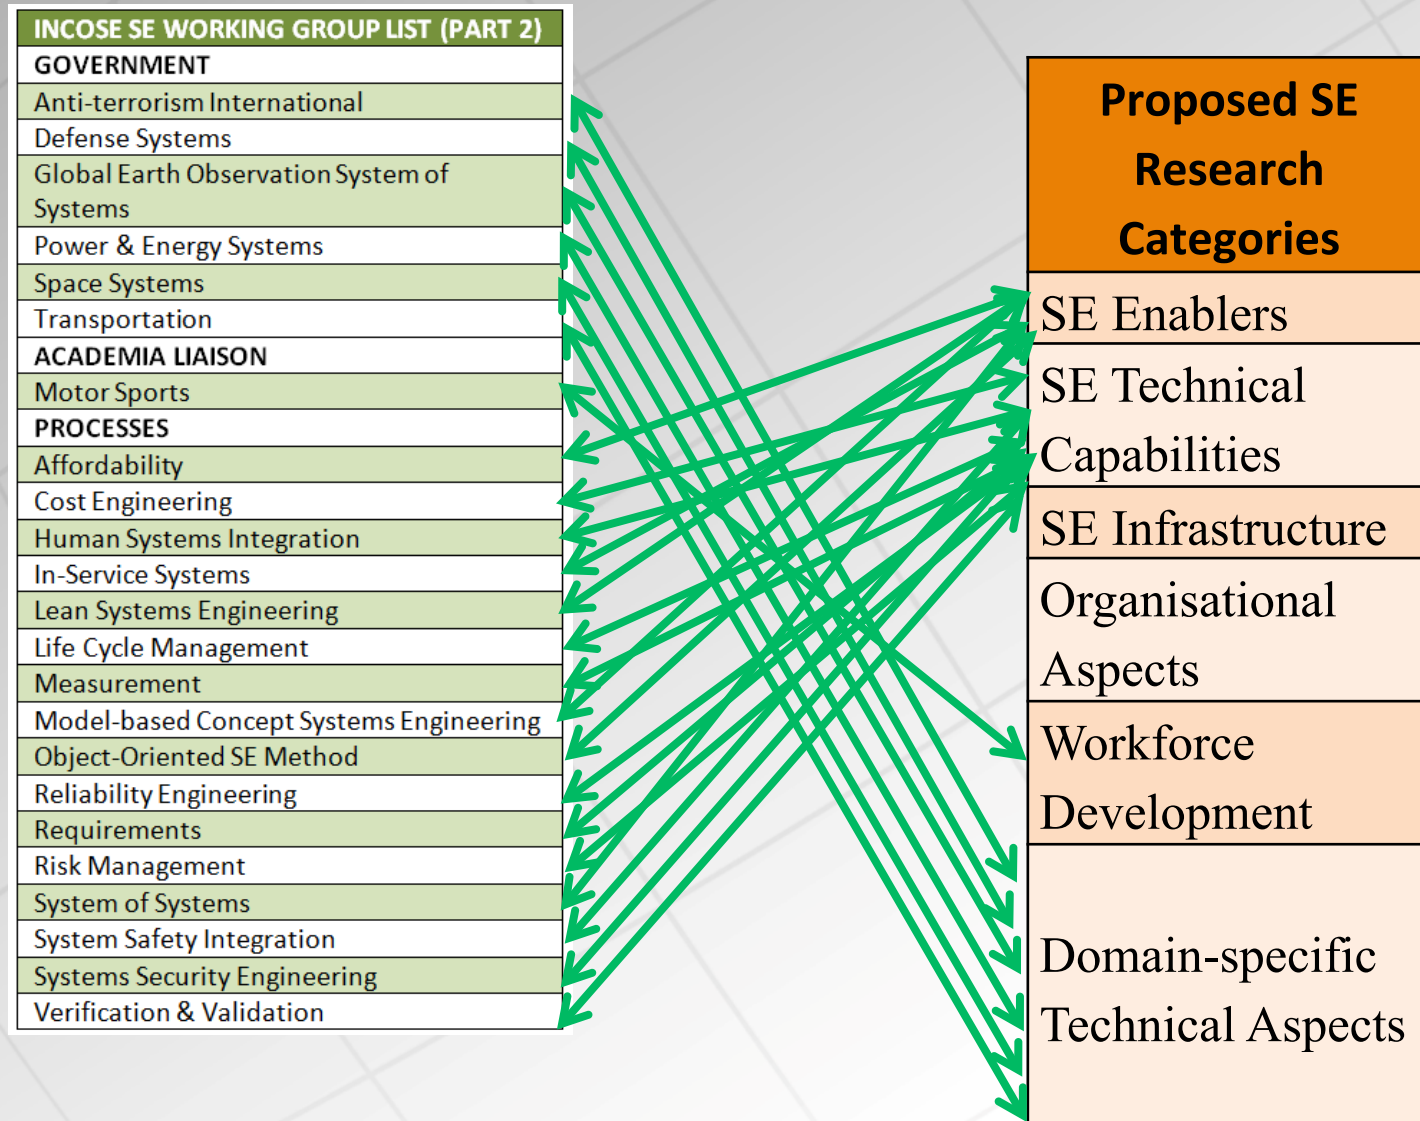 INCOSE SE WORKING GROUP LIST (PART 2)
GOVERNMENT
Anti-terrorism International
Defense Systems
Global Earth Observation System of
Systems
Power & Energy Systems
Space Systems
Transportation
ACADEMIA LIAISON
Motor Sports
PROCESSES
Affordability
Cost Engineering
Human Systems Integration
In-Service Systems
Lean Systems Engineering
Life Cycle Management
Measurement
Model-based Concept Systems Engineering
Object-Oriented SE Method
Reliability Engineering
Requirements
Risk Management
System of Systems
System Safety Integration
Systems Security Engineering
Verification & Validation
Proposed SE
Research
Categories
SE Enablers
SE Technical
Capabilities
SE Infrastructure
Organisational
Aspects
Workforce
Development
Domain-specific
Technical Aspects